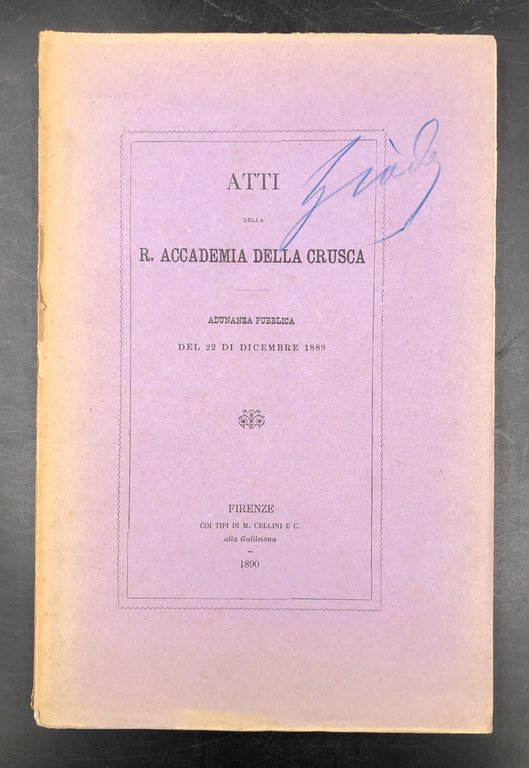 ATTI
DELLA
R. ACCADEMIA DELLA CRUSCA
ADUNANZA PUBBLICA
DEL 22 DI DICEMBRE 1889
FIRENZE
COI TIPI DI M. CELLINI E C.
alla Galileiana
1890